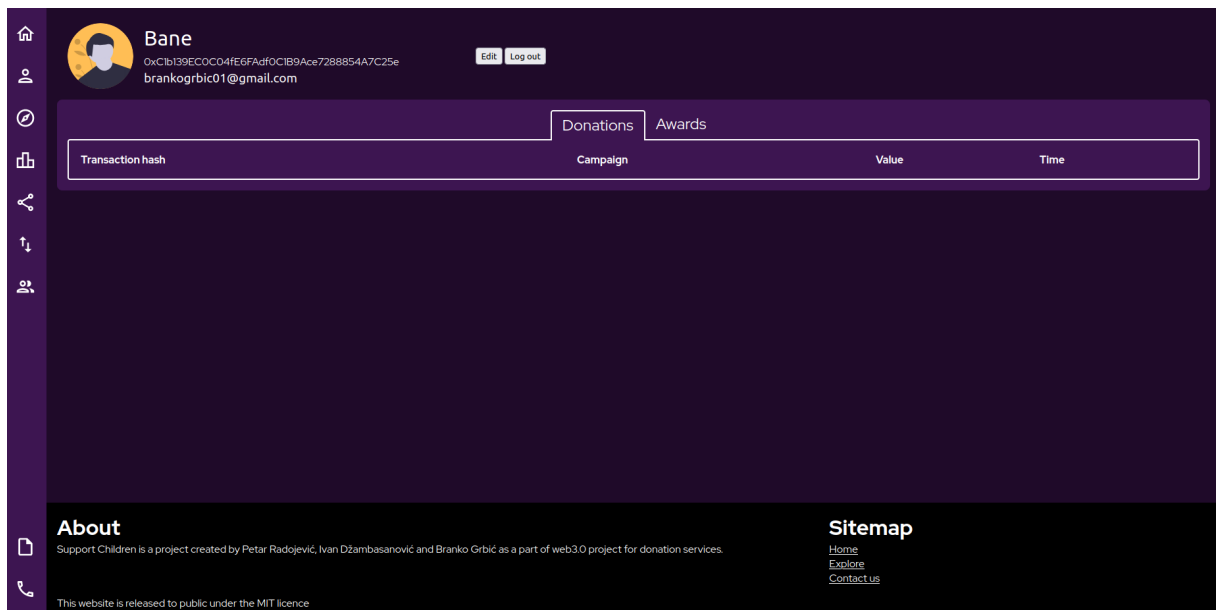 Bane
0xC1b139EC0C04fE6FAdf0C1B9Ace7288854A7C25e
brankogrbic01@gmail.com
Edit Log out
Donations Awards
Transaction hash Campaign Value Time
About
Support Children is a project created by Petar Radojević, Ivan Džambasanović and Branko Grbić as a part of web3.0 project for donation services.
This website is released to public under the MIT licence
Sitemap
Home
Explore
Contact us